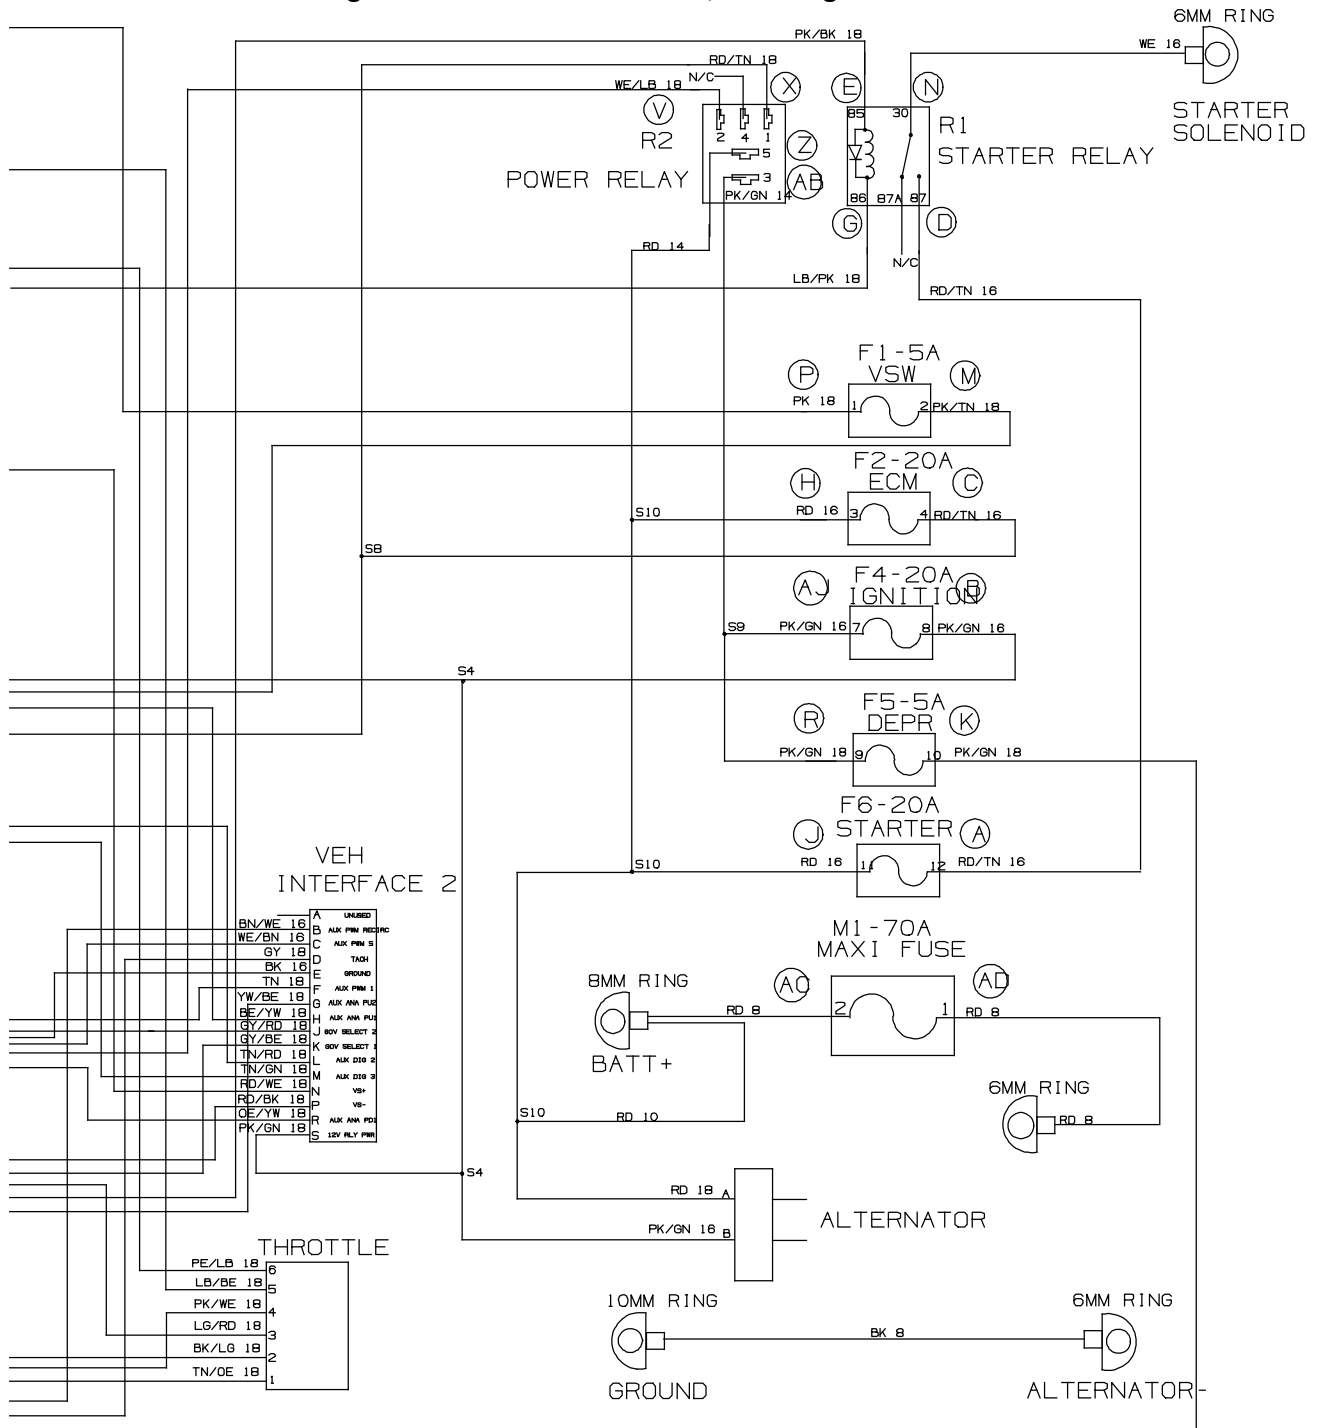 6MM RING
PK/BK 18
WE 16
RD/TN 18
N/C
WE/LB 18
X
E
N
V
85
30
STARTER
SOLENOID
R2
2
4
1
R1
Z
5
STARTER RELAY
POWER RELAY
3
AB
PK/GN 14
86
87A
87
G
D
RD 14
N/C
LB/PK 18
RD/TN 16
F1-5A
VSW
P
M
PK 18
1
2
PK/TN 18
F2-20A
ECM
H
C
S10
RD 16
3
4
RD/TN 16
S8
F4-20A
IGNITION
AJ
B
S9
PK/GN 16
7
8
PK/GN 16
S4
F5-5A
DEPR
R
K
PK/GN 18
9
10
PK/GN 18
F6-20A
STARTER
J
A
S10
RD 16
11
12
RD/TN 16
VEH
INTERFACE 2
A UNUSED
BN/WE 16 B AUX PWM RECIRC
WE/BN 16 C AUX PWM 5
GY 18 D TACH
BK 16 E GROUND
TN 18 F AUX PWM 1
YW/BE 18 G AUX ANA PU2
BE/YW 18 H AUX ANA PU1
GY/RD 18 J GOV SELECT 2
GY/BE 18 K GOV SELECT 1
TN/RD 18 L AUX DIG 2
TN/GN 18 M AUX DIG 3
RD/WE 18 N VS+
RD/BK 18 P VS-
OE/YW 18 R AUX ANA PD1
PK/GN 18 S 12V RLY PWR
M1-70A
MAXI FUSE
8MM RING
AC
AD
RD 8
2
1
RD 8
BATT+
6MM RING
S10
RD 10
RD 8
S4
RD 18 A
PK/GN 16 B
ALTERNATOR
THROTTLE
PE/LB 18 6
LB/BE 18 5
PK/WE 18 4
LG/RD 18 3
BK/LG 18 2
TN/OE 18 1
10MM RING
6MM RING
BK 8
GROUND
ALTERNATOR-